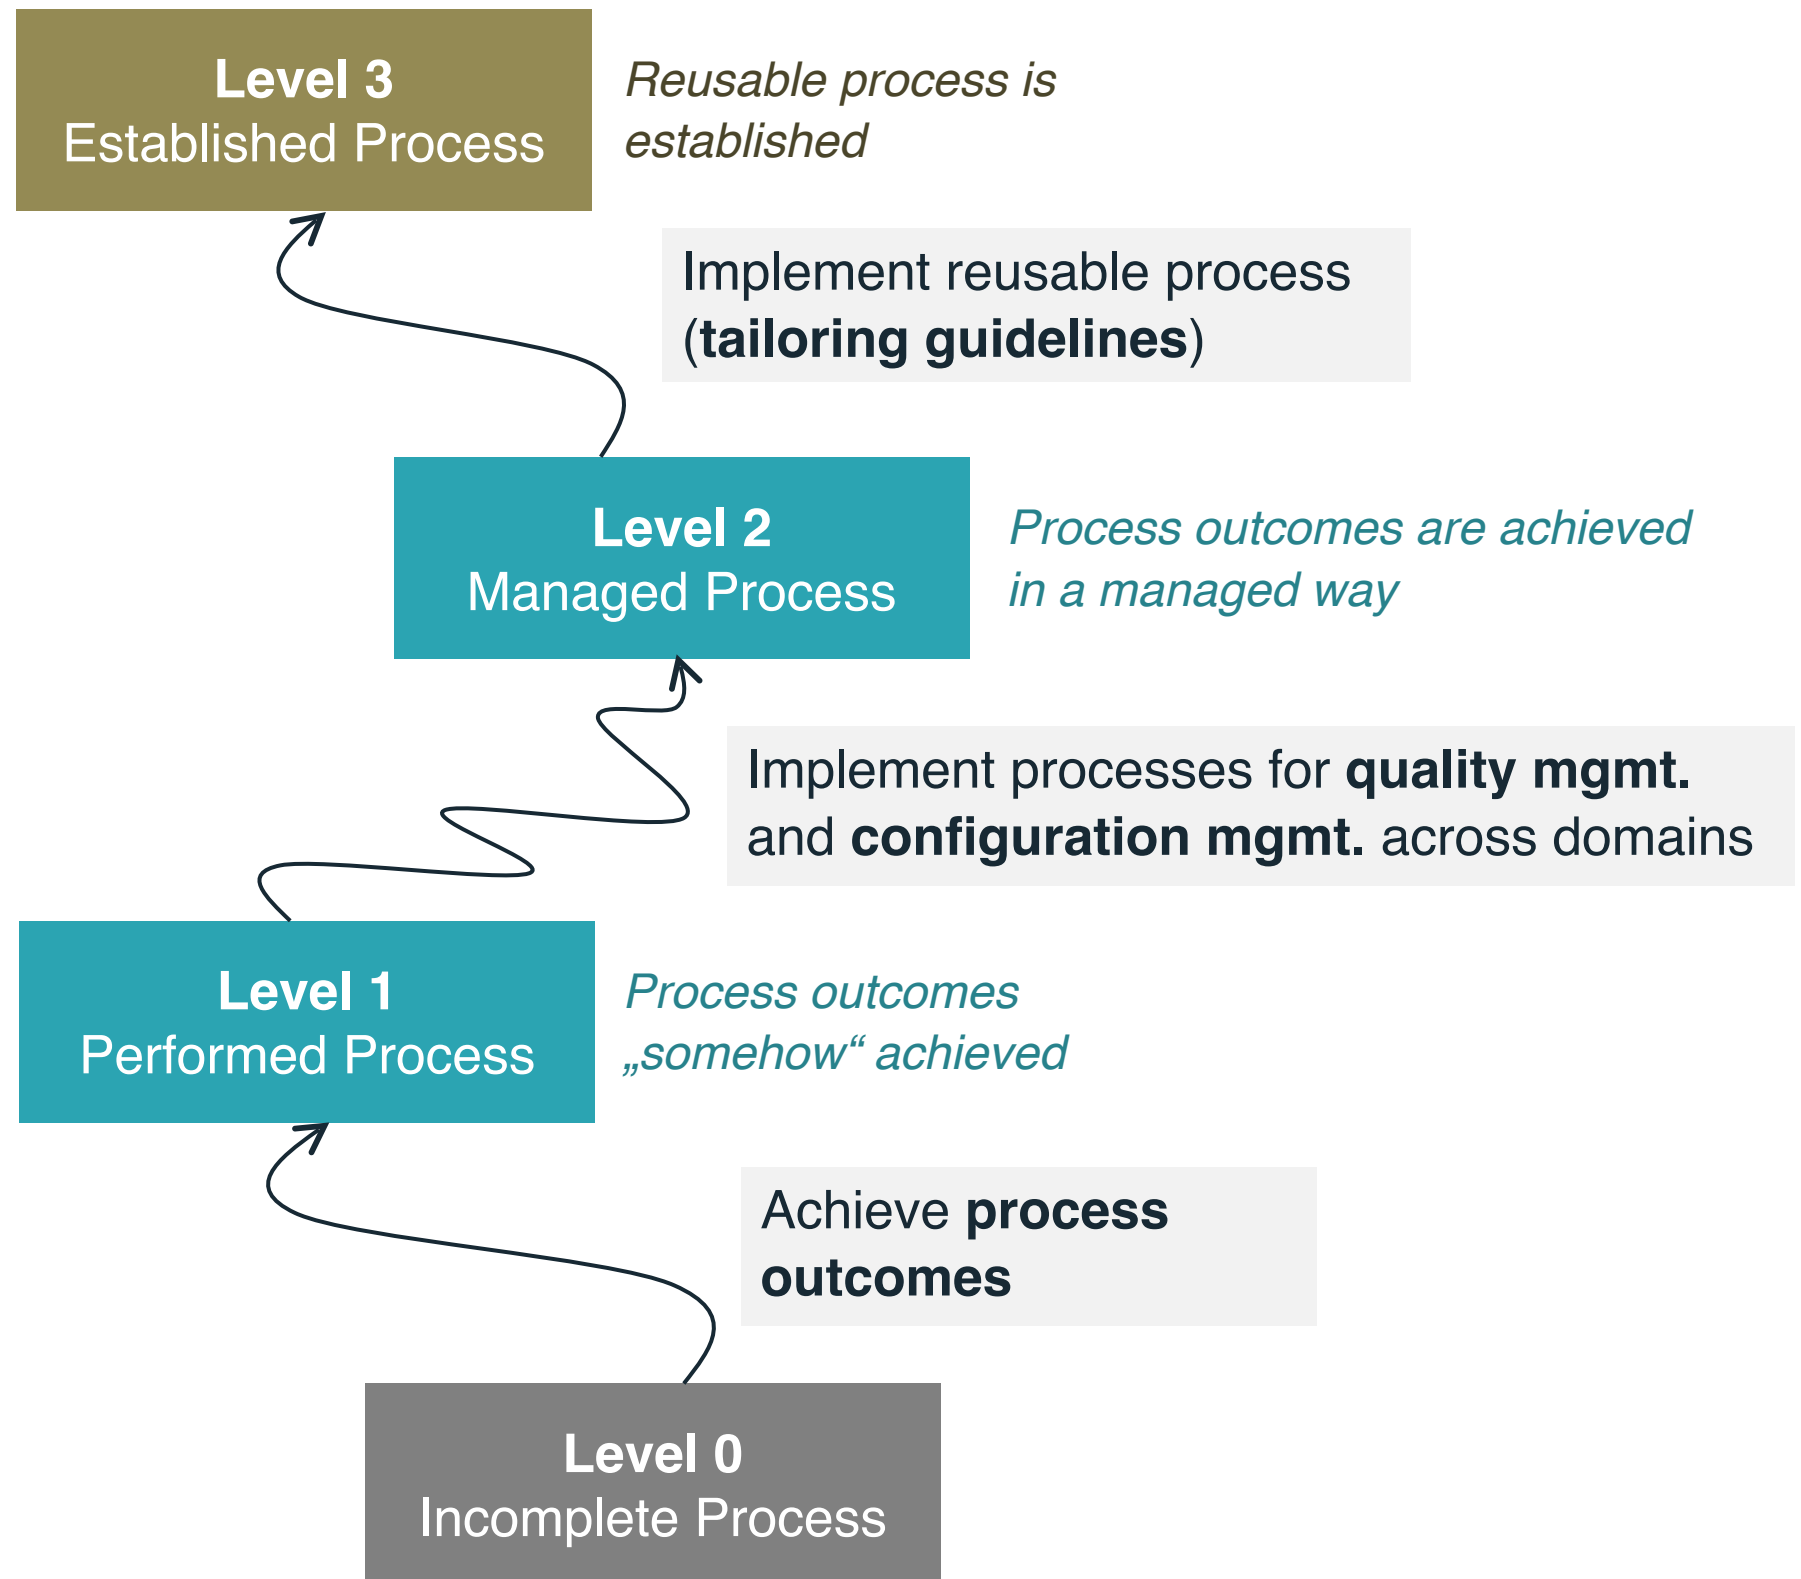 Level 3
Established Process
Reusable process is
established
Implement reusable process
(tailoring guidelines)
Level 2
Managed Process
Process outcomes are achieved
in a managed way
Implement processes for quality mgmt.
and configuration mgmt. across domains
Level 1
Performed Process
Process outcomes
„somehow“ achieved
Achieve process
outcomes
Level 0
Incomplete Process